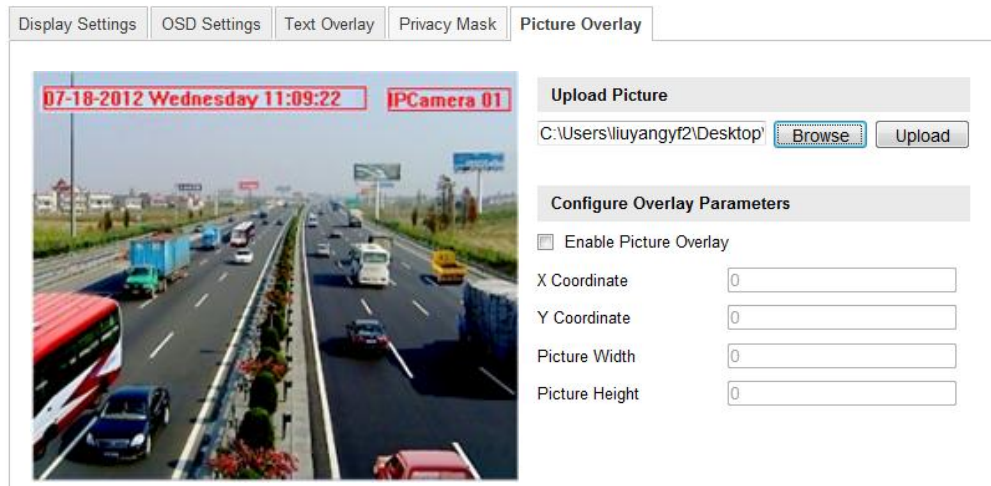 Display Settings OSD Settings Text Overlay Privacy Mask Picture Overlay
07-18-2012 Wednesday 11:09:22 IPCamera 01
Upload Picture
C:\Users\liuyangyf2\Desktop\ Browse Upload
Configure Overlay Parameters
Enable Picture Overlay
X Coordinate 0
Y Coordinate 0
Picture Width 0
Picture Height 0